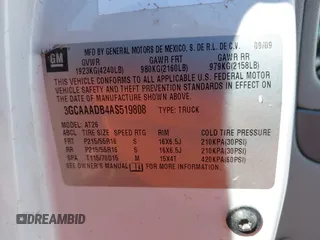 GM
MFD BY GENERAL MOTORS DE MEXICO, S. DE R.L. DE C.V. 09/09
GVWR GAWR FRT GAWR RR
1923KG(4240LB) 980KG(2160LB) 979KG(2158LB)
THIS VEHICLE CONFORMS TO ALL APPLICABLE U.S. FEDERAL
MOTOR VEHICLE SAFETY, BUMPER, AND THEFT PREVENTION
STANDARDS IN EFFECT ON THE DATE OF MANUFACTURE
SHOWN ABOVE.
3GCAAADB4AS519808 TYPE: TRUCK
MODEL: AT26
ABCL TIRE SIZE SPEED RTG RIM COLD TIRE PRESSURE
FRT P215/55R16 S 16X6.5J 210KPA(30PSI)
RR P215/55R16 S 16X6.5J 210KPA(30PSI)
SPA T115/70D15 M 15X4T 420KPA(60PSI)
SEE OWNER'S MANUAL FOR ADDITIONAL INFORMATION
AUTOBIDMASTER